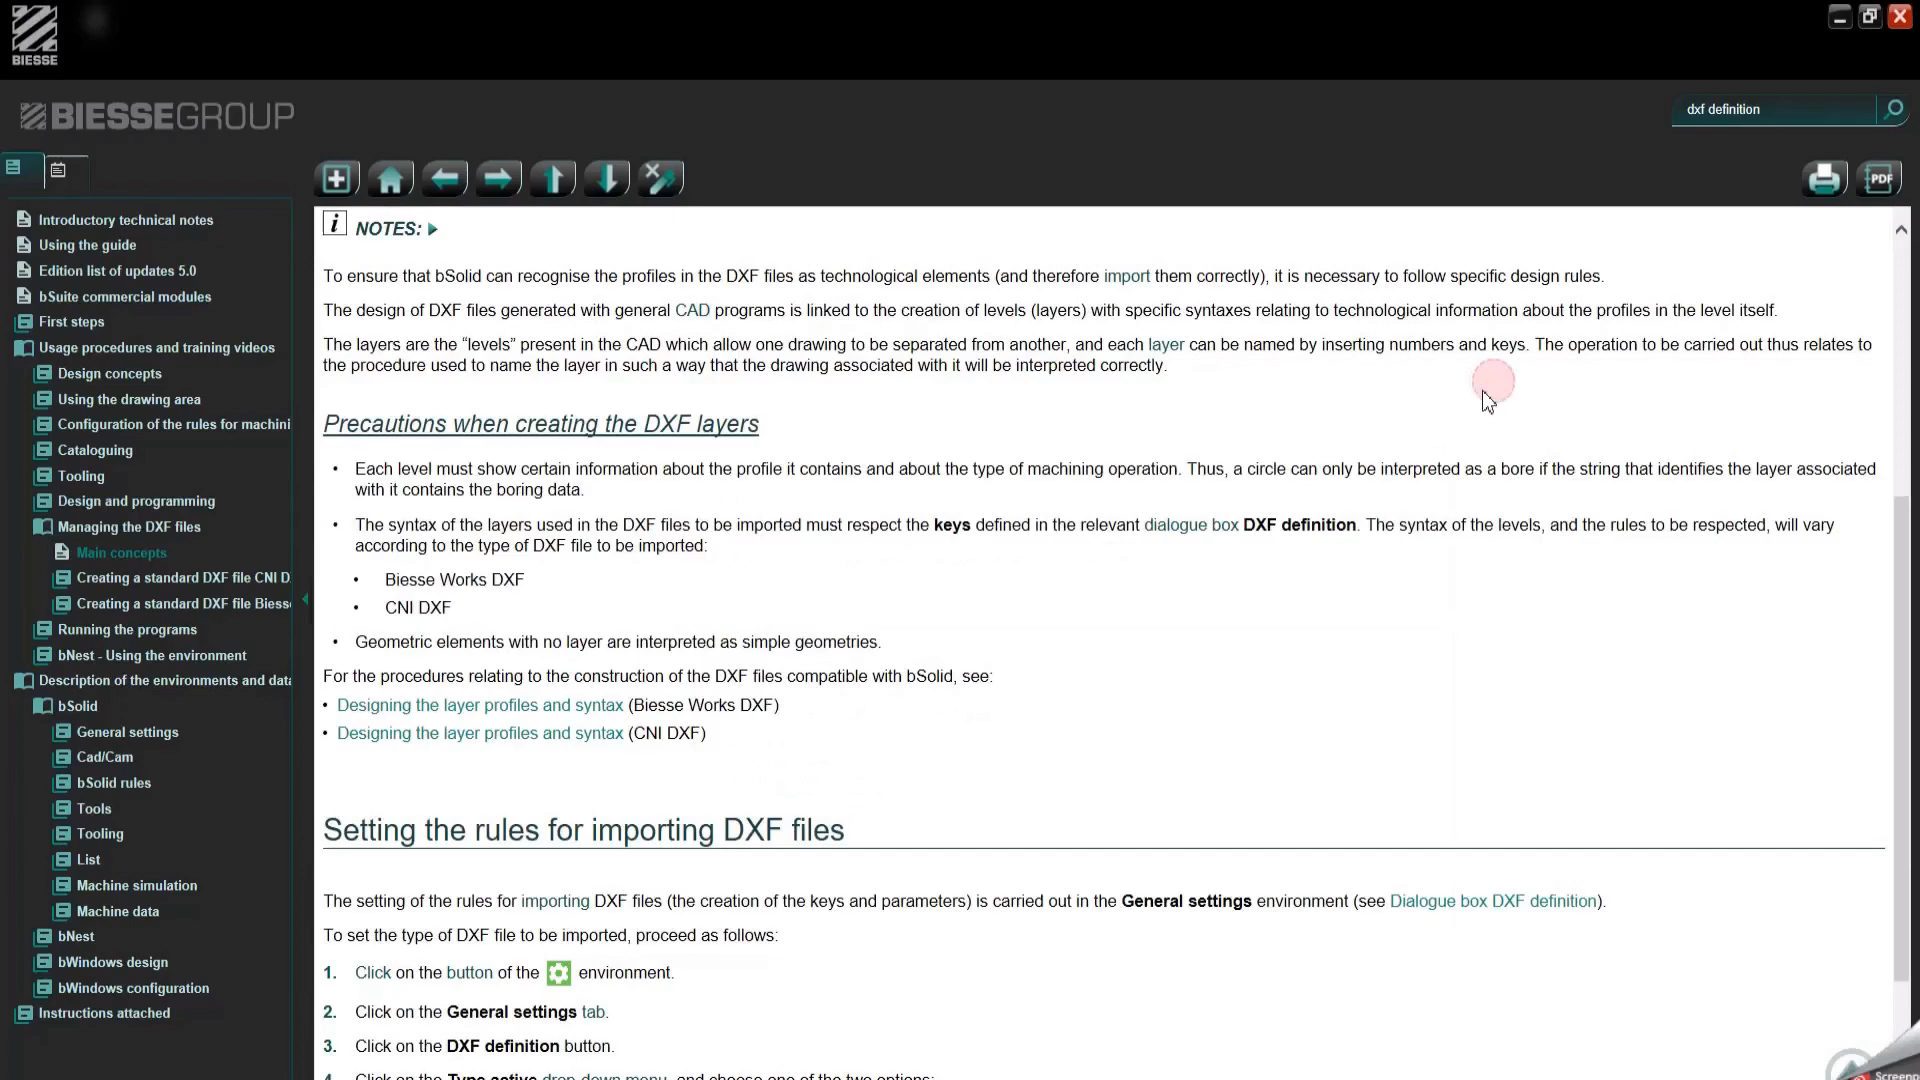 BIESSE
BIESSEGROUP
dxf definition
PDF
Introductory technical notes
Using the guide
Edition list of updates 5.0
bSuite commercial modules
First steps
Usage procedures and training videos
Design concepts
Using the drawing area
Configuration of the rules for machini
Cataloguing
Tooling
Design and programming
Managing the DXF files
Main concepts
Creating a standard DXF file CNI D
Creating a standard DXF file Biesse
Running the programs
bNest - Using the environment
Description of the environments and data
bSolid
General settings
Cad/Cam
bSolid rules
Tools
Tooling
List
Machine simulation
Machine data
bNest
bWindows design
bWindows configuration
Instructions attached
i NOTES:
To ensure that bSolid can recognise the profiles in the DXF files as technological elements (and therefore import them correctly), it is necessary to follow specific design rules.
The design of DXF files generated with general CAD programs is linked to the creation of levels (layers) with specific syntaxes relating to technological information about the profiles in the level itself.
The layers are the “levels” present in the CAD which allow one drawing to be separated from another, and each layer can be named by inserting numbers and keys. The operation to be carried out thus relates to
the procedure used to name the layer in such a way that the drawing associated with it will be interpreted correctly.
Precautions when creating the DXF layers
• Each level must show certain information about the profile it contains and about the type of machining operation. Thus, a circle can only be interpreted as a bore if the string that identifies the layer associated
with it contains the boring data.
• The syntax of the layers used in the DXF files to be imported must respect the keys defined in the relevant dialogue box DXF definition. The syntax of the levels, and the rules to be respected, will vary
according to the type of DXF file to be imported:
• Biesse Works DXF
• CNI DXF
• Geometric elements with no layer are interpreted as simple geometries.
For the procedures relating to the construction of the DXF files compatible with bSolid, see:
• Designing the layer profiles and syntax (Biesse Works DXF)
• Designing the layer profiles and syntax (CNI DXF)
Setting the rules for importing DXF files
The setting of the rules for importing DXF files (the creation of the keys and parameters) is carried out in the General settings environment (see Dialogue box DXF definition).
To set the type of DXF file to be imported, proceed as follows:
1. Click on the button of the environment.
2. Click on the General settings tab.
3. Click on the DXF definition button.
4. Click on the Type active drop-down menu, and choose one of the two options: